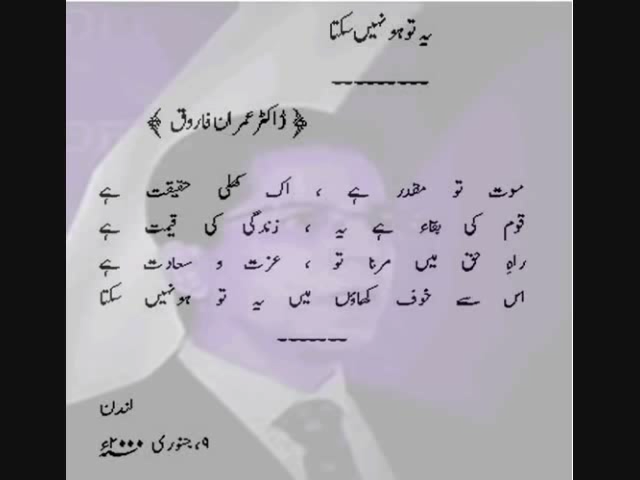 یہ تو ہو نہیں سکتا
﴿ڈاکٹر عمران فاروق﴾
موت تو مقدر ہے ، اک کھلی حقیقت ہے
قوم کی بقاء ہے یہ ، زندگی کی قیمت ہے
راہِ حق میں مرنا تو ، عزت و سعادت ہے
اس سے خوف کھاؤں میں یہ تو ہو نہیں سکتا
لندن
۹،جنوری ۲۰۰۰ء